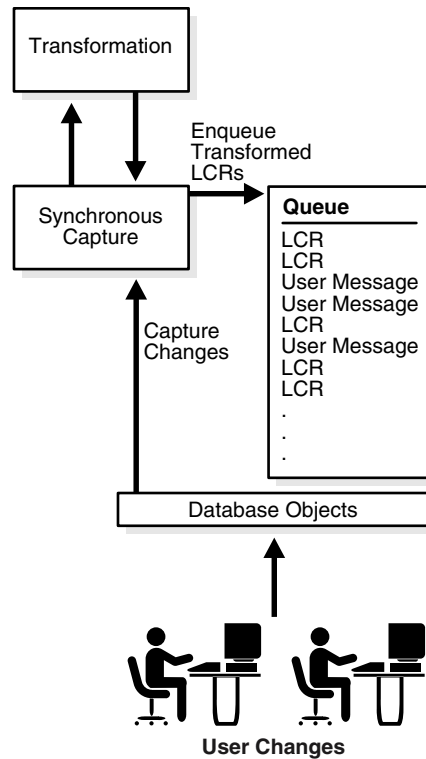 Transformation
Enqueue
Transformed
LCRs
Synchronous
Capture
Queue
LCR
LCR
User Message
User Message
LCR
User Message
LCR
LCR
.
.
.
Capture
Changes
Database Objects
User Changes